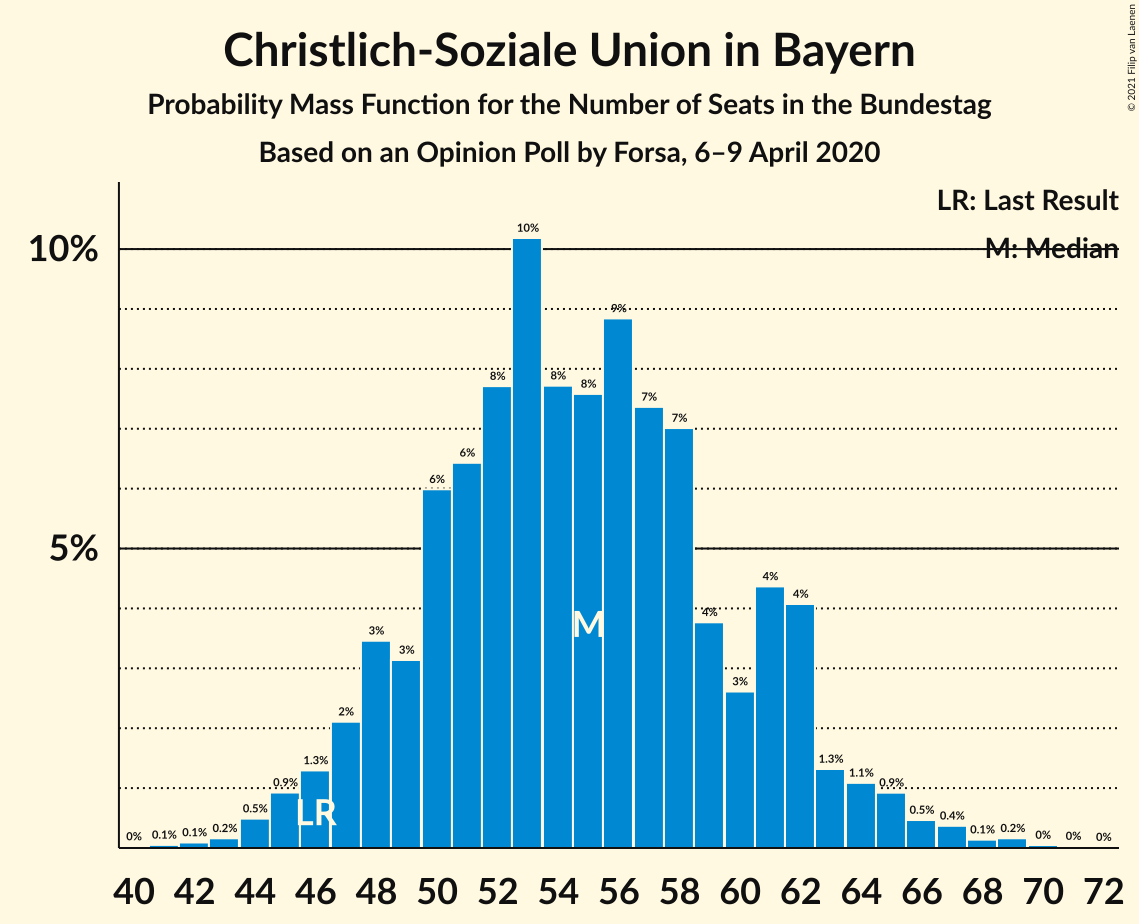 Christlich-Soziale Union in Bayern
Probability Mass Function for the Number of Seats in the Bundestag
Based on an Opinion Poll by Forsa, 6–9 April 2020
© 2021 Filip van Laenen
LR: Last Result
M: Median
10%
5%
0% 0.1% 0.1% 0.2% 0.5% 0.9% 1.3% 2% 3% 3% 6% 6% 8% 10% 8% 8% 9% 7% 7% 4% 3% 4% 4% 1.3% 1.1% 0.9% 0.5% 0.4% 0.1% 0.2% 0% 0% 0%
M
LR
40 42 44 46 48 50 52 54 56 58 60 62 64 66 68 70 72